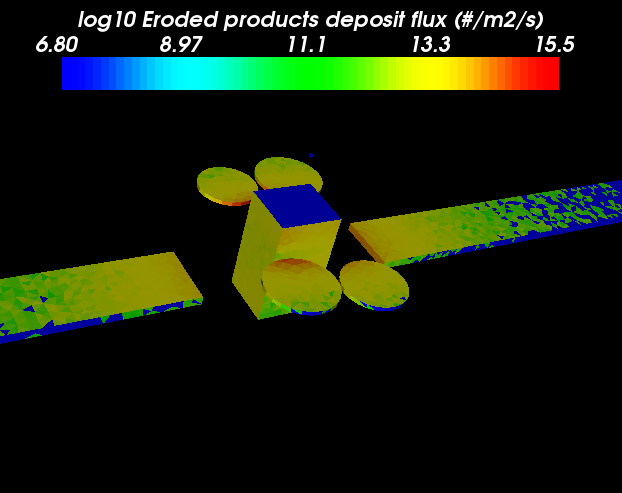 log10 Eroded products deposit flux (#/m2/s)
6.80 8.97 11.1 13.3 15.5